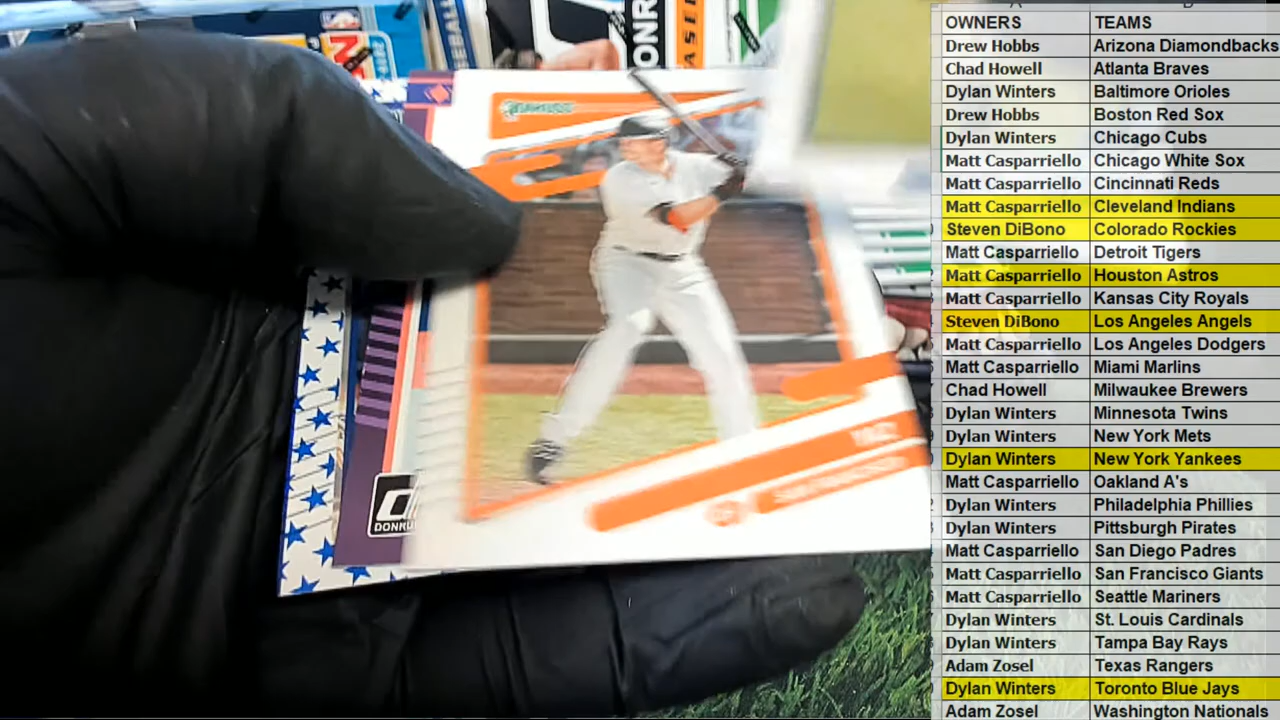 OWNERS TEAMS
Drew Hobbs Arizona Diamondbacks
Chad Howell Atlanta Braves
Dylan Winters Baltimore Orioles
Drew Hobbs Boston Red Sox
Dylan Winters Chicago Cubs
Matt Casparriello Chicago White Sox
Matt Casparriello Cincinnati Reds
Matt Casparriello Cleveland Indians
Steven DiBono Colorado Rockies
Matt Casparriello Detroit Tigers
Matt Casparriello Houston Astros
Matt Casparriello Kansas City Royals
Steven DiBono Los Angeles Angels
Matt Casparriello Los Angeles Dodgers
Matt Casparriello Miami Marlins
Chad Howell Milwaukee Brewers
Dylan Winters Minnesota Twins
Dylan Winters New York Mets
Dylan Winters New York Yankees
Matt Casparriello Oakland A's
Dylan Winters Philadelphia Phillies
Dylan Winters Pittsburgh Pirates
Matt Casparriello San Diego Padres
Matt Casparriello San Francisco Giants
Matt Casparriello Seattle Mariners
Dylan Winters St. Louis Cardinals
Dylan Winters Tampa Bay Rays
Adam Zosel Texas Rangers
Dylan Winters Toronto Blue Jays
Adam Zosel Washington Nationals